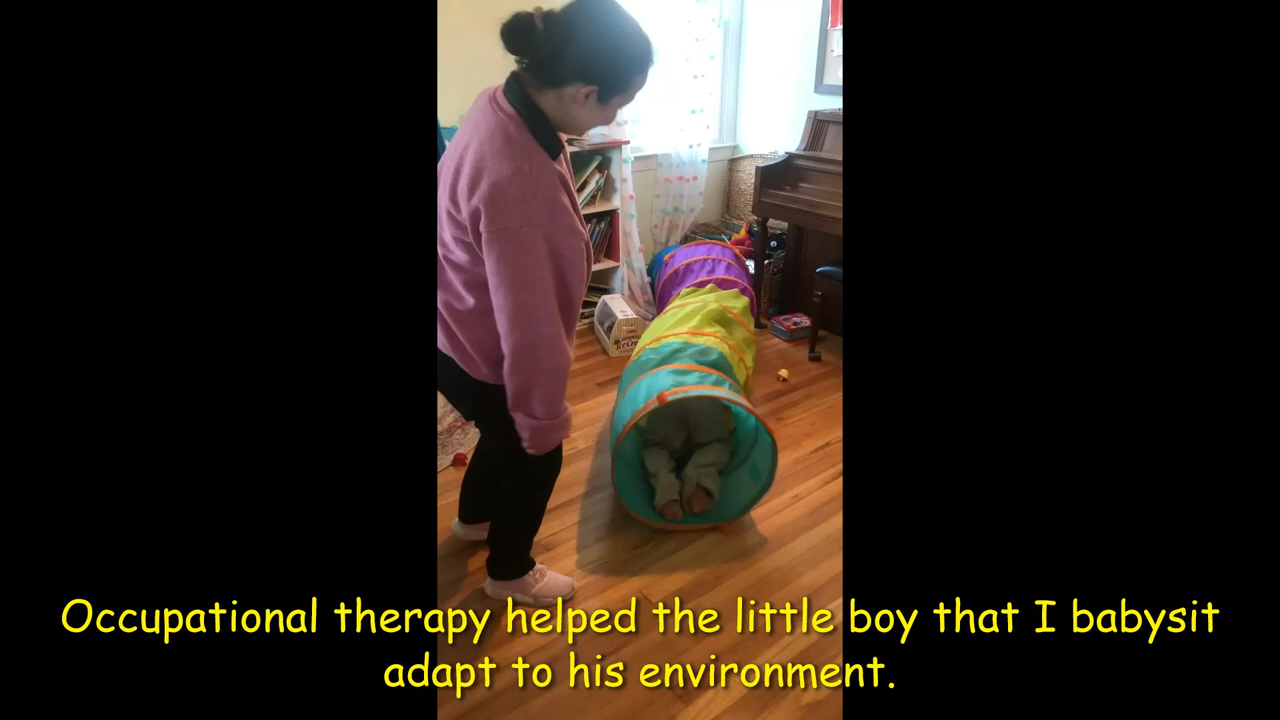 Occupational therapy helped the little boy that I babysit
adapt to his environment.